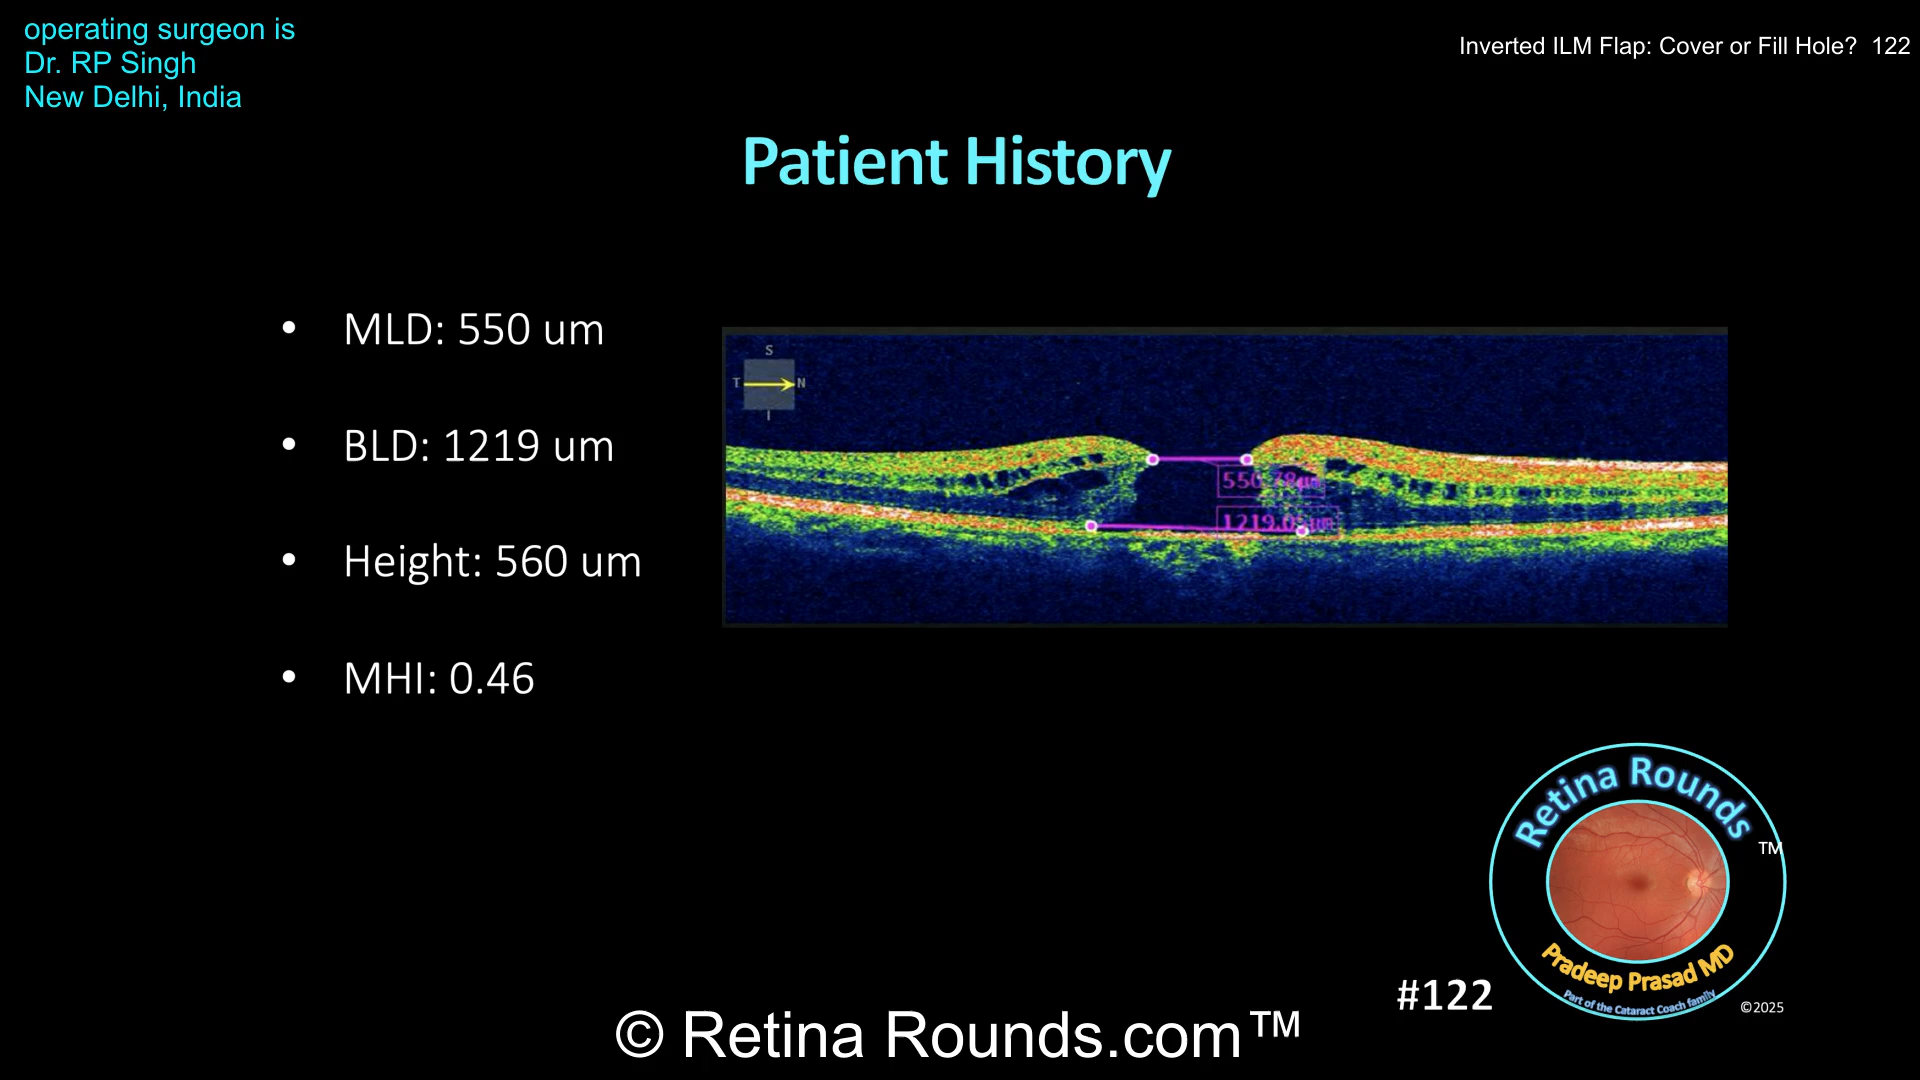 operating surgeon is
Dr. RP Singh
New Delhi, India
Inverted ILM Flap: Cover or Fill Hole? 122
Patient History
• MLD: 550 um
• BLD: 1219 um
• Height: 560 um
• MHI: 0.46
S
T N
I
550.78µm
Retina Rounds
TM
Pradeep Prasad MD
Part of the Cataract Coach family
#122
©2025
© Retina Rounds.com™